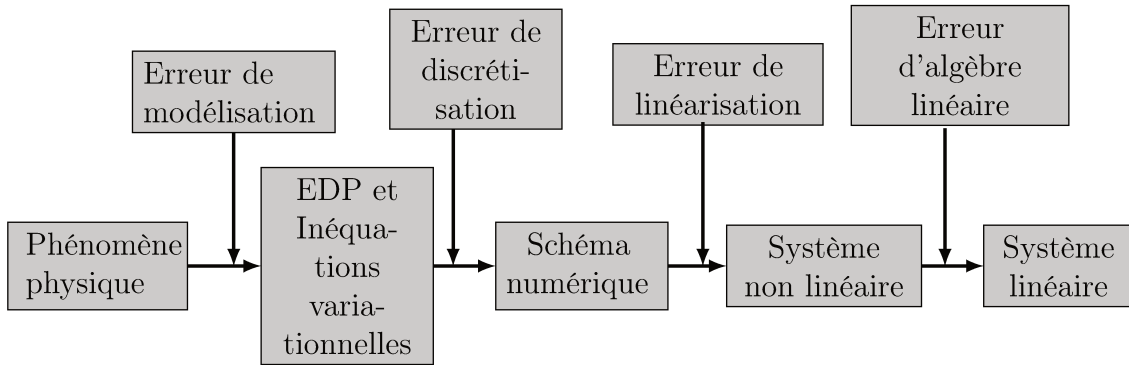 Erreur de
modélisation
Erreur de
discréti-
sation
Erreur de
linéarisation
Erreur
d'algèbre
linéaire
Phénomène
physique
EDP et
Inéqua-
tions
varia-
tionnelles
Schéma
numérique
Système
non linéaire
Système
linéaire